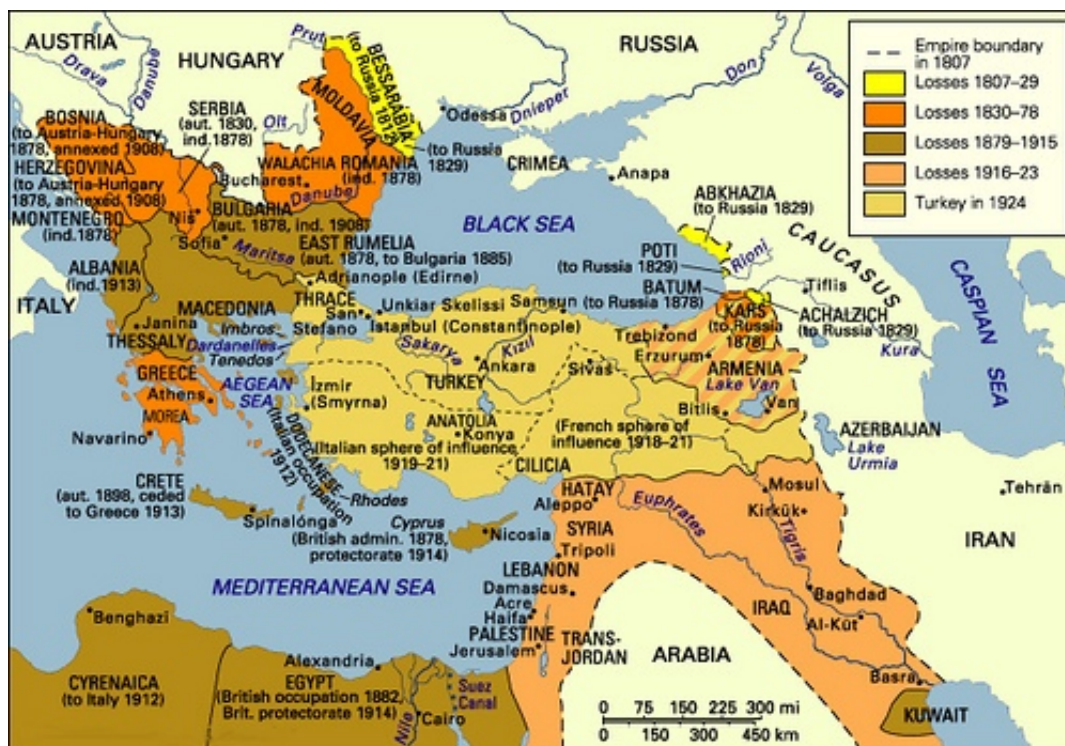 AUSTRIA
Drava
Danube
HUNGARY
Prut
BESSARABIA
(to Russia 1812)
MOLDAVIA
RUSSIA
Don
Volga
Dnieper
Odessa
(to Russia
1829)
CRIMEA
Anapa
Empire boundary
in 1807
Losses 1807–29
Losses 1830–78
Losses 1879–1915
Losses 1916–23
Turkey in 1924
BOSNIA
(to Austria-Hungary
1878, annexed 1908)
HERZEGOVINA
(to Austria-Hungary
1878, annexed 1908)
MONTENEGRO
(ind.1878)
SERBIA
(aut. 1830,
ind.1878)
Olt
WALACHIA
ROMANIA
(ind. 1878)
Bucharest
Danube
Niš
BULGARIA
(aut. 1878, ind. 1908)
Sofia
Maritsa
EAST RUMELIA
(aut. 1878, to Bulgaria 1885)
Adrianople (Edirne)
BLACK SEA
ABKHAZIA
(to Russia 1829)
POTI
(to Russia 1829)
Rioni
CAUCASUS
BATUM
(to Russia 1878)
Tiflis
ACHALZICH
(to Russia 1829)
KARS
(to Russia
1878)
Kura
CASPIAN
SEA
ITALY
ALBANIA
(ind.1913)
MACEDONIA
THRACE
San
Stefano
Unkiar Skelissi
Istanbul (Constantinople)
Samsun
Trebizond
Erzurum
ARMENIA
Lake Van
Van
Bitlis
Janina
THESSALY
Imbros
Dardanelles
Tenedos
Sakarya
Kızıl
Ankara
Sivas
TURKEY
GREECE
Athens
AEGEAN
SEA
MOREA
Navarino
İzmir
(Smyrna)
ANATOLIA
Konya
(Italian sphere of influence
1919–21)
(French sphere of
influence 1918–21)
CILICIA
DODECANESE
(Italian occupation
1912)
Rhodes
AZERBAIJAN
Lake
Urmia
Tehrān
IRAN
CRETE
(aut. 1898, ceded
to Greece 1913)
Spinalónga
Cyprus
(British admin. 1878,
protectorate 1914)
Nicosia
HATAY
Aleppo
SYRIA
Tripoli
LEBANON
Damascus
Acre
Haifa
PALESTINE
Jerusalem
TRANS-
JORDAN
Euphrates
Mosul
Kirkūk
Tigris
Baghdad
IRAQ
Al-Kūt
Basra
KUWAIT
ARABIA
MEDITERRANEAN SEA
Benghazi
CYRENAICA
(to Italy 1912)
Alexandria
EGYPT
(British occupation 1882,
Brit. protectorate 1914)
Nile
Cairo
Suez
Canal
0 75 150 225 300 mi
0 150 300 450 km